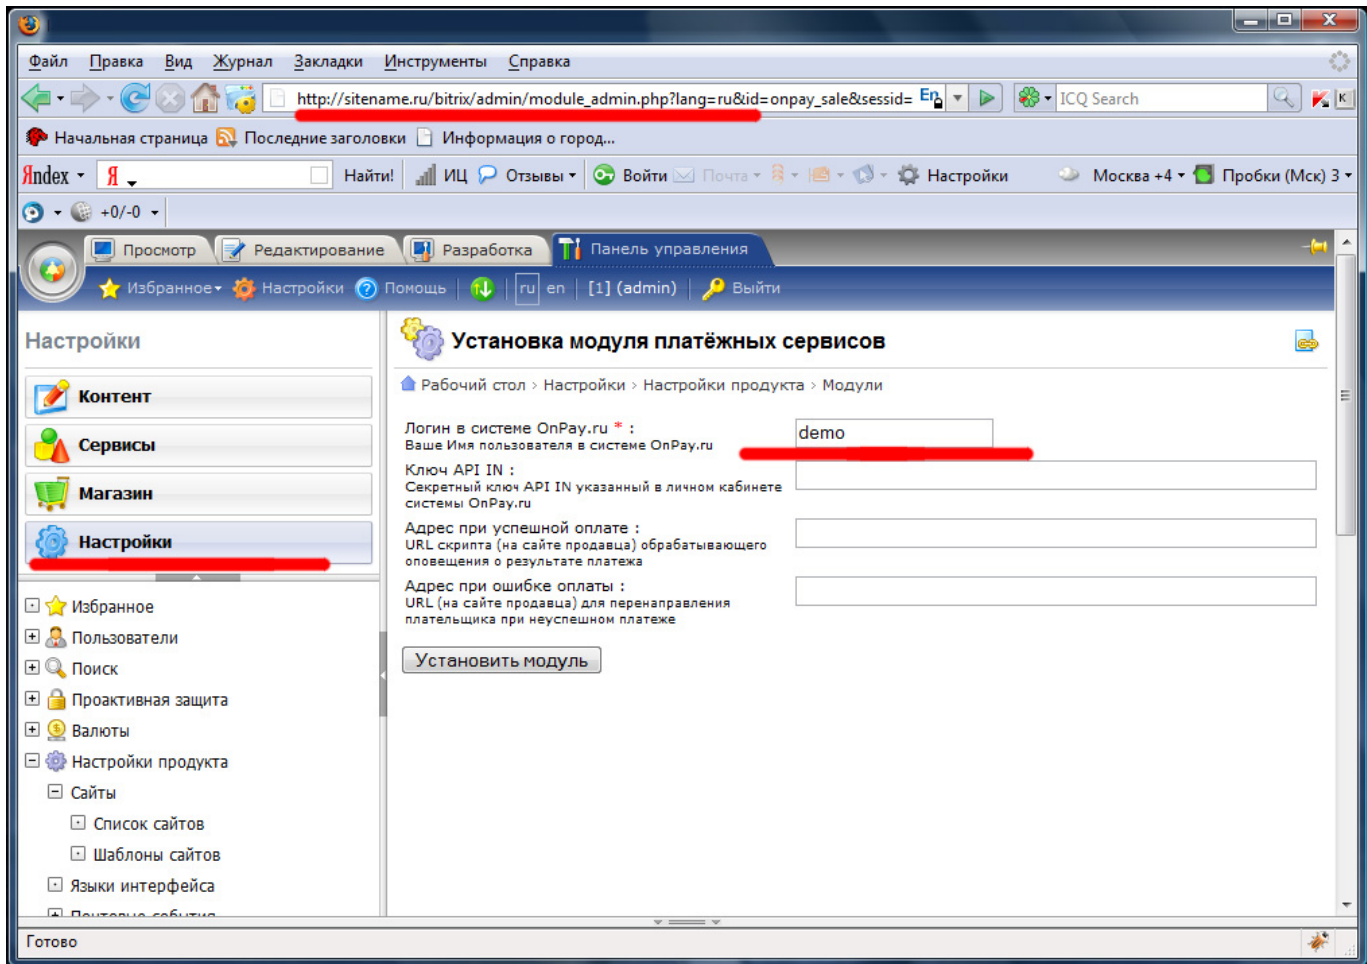 Файл Правка Вид Журнал Закладки Инструменты Справка
http://sitename.ru/bitrix/admin/module_admin.php?lang=ru&id=onpay_sale&sessid= En ICQ Search K K
Начальная страница Последние заголовки Информация о город...
Яndex Я Найти! ИЦ Отзывы Войти Почта Настройки Москва +4 Пробки (Мск) 3
+0/-0
Просмотр Редактирование Разработка Панель управления
Избранное Настройки Помощь ru en [1] (admin) Выйти
Настройки
Контент
Сервисы
Магазин
Настройки
Избранное
Пользователи
Поиск
Проактивная защита
Валюты
Настройки продукта
Сайты
Список сайтов
Шаблоны сайтов
Языки интерфейса
Почтовые события
Установка модуля платёжных сервисов
Рабочий стол › Настройки › Настройки продукта › Модули
Логин в системе OnPay.ru * : demo
Ваше Имя пользователя в системе OnPay.ru
Ключ API IN :
Секретный ключ API IN указанный в личном кабинете
системы OnPay.ru
Адрес при успешной оплате :
URL скрипта (на сайте продавца) обрабатывающего
оповещения о результате платежа
Адрес при ошибке оплаты :
URL (на сайте продавца) для перенаправления
плательщика при неуспешном платеже
Установить модуль
Готово